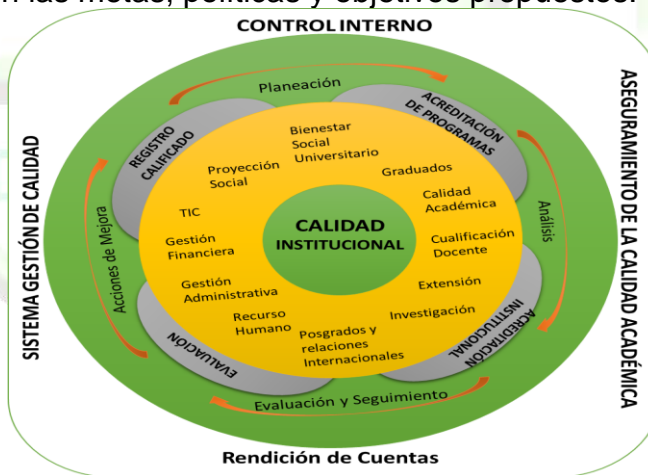 n las metas, políticas y objetivos propuestos.
CONTROL INTERNO
Planeación
REGISTRO
CALIFICADO
ACREDITACIÓN
DE PROGRAMAS
Bienestar
Social
Universitario
Proyección
Social
Graduados
TIC
Calidad
Académica
CALIDAD
INSTITUCIONAL
Gestión
Financiera
Cualificación
Docente
Gestión
Administrativa
Extensión
Recurso
Humano
Investigación
Posgrados y
relaciones
Internacionales
EVALUACIÓN
ACREDITACIÓN
INSTITUCIONAL
Acciones de Mejora
Análisis
Evaluación y Seguimiento
SISTEMA GESTIÓN DE CALIDAD
ASEGURAMIENTO DE LA CALIDAD ACADÉMICA
Rendición de Cuentas